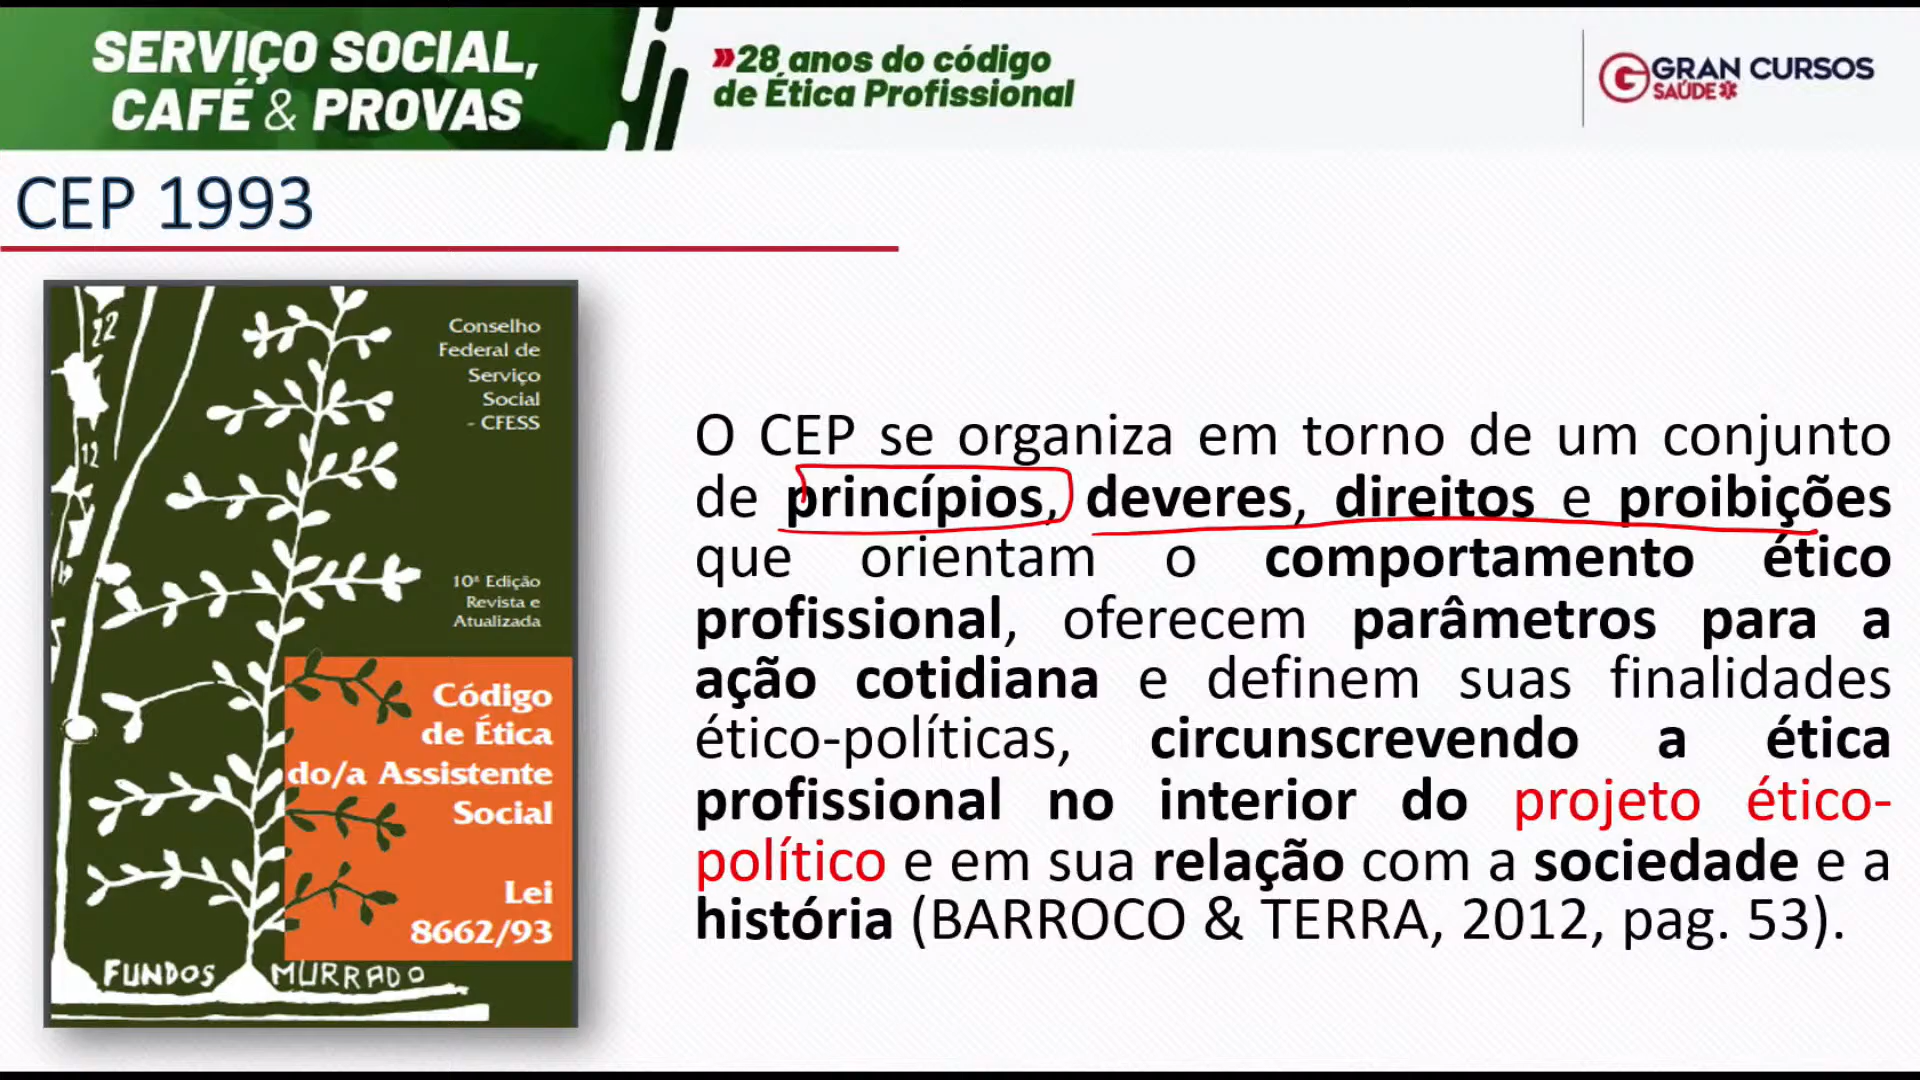 SERVIÇO SOCIAL,
CAFÉ & PROVAS
»28 anos do código
de Ética Profissional
GRAN CURSOS
SAÚDE
CEP 1993
22
12
Conselho
Federal de
Serviço
Social
- CFESS
10ª Edição
Revista e
Atualizada
Código
de Ética
do/a Assistente
Social
Lei
8662/93
FUNDOS MURRADO
O CEP se organiza em torno de um conjunto
de princípios, deveres, direitos e proibições
que orientam o comportamento ético
profissional, oferecem parâmetros para a
ação cotidiana e definem suas finalidades
ético-políticas, circunscrevendo a ética
profissional no interior do projeto ético-
político e em sua relação com a sociedade e a
história (BARROCO & TERRA, 2012, pag. 53).